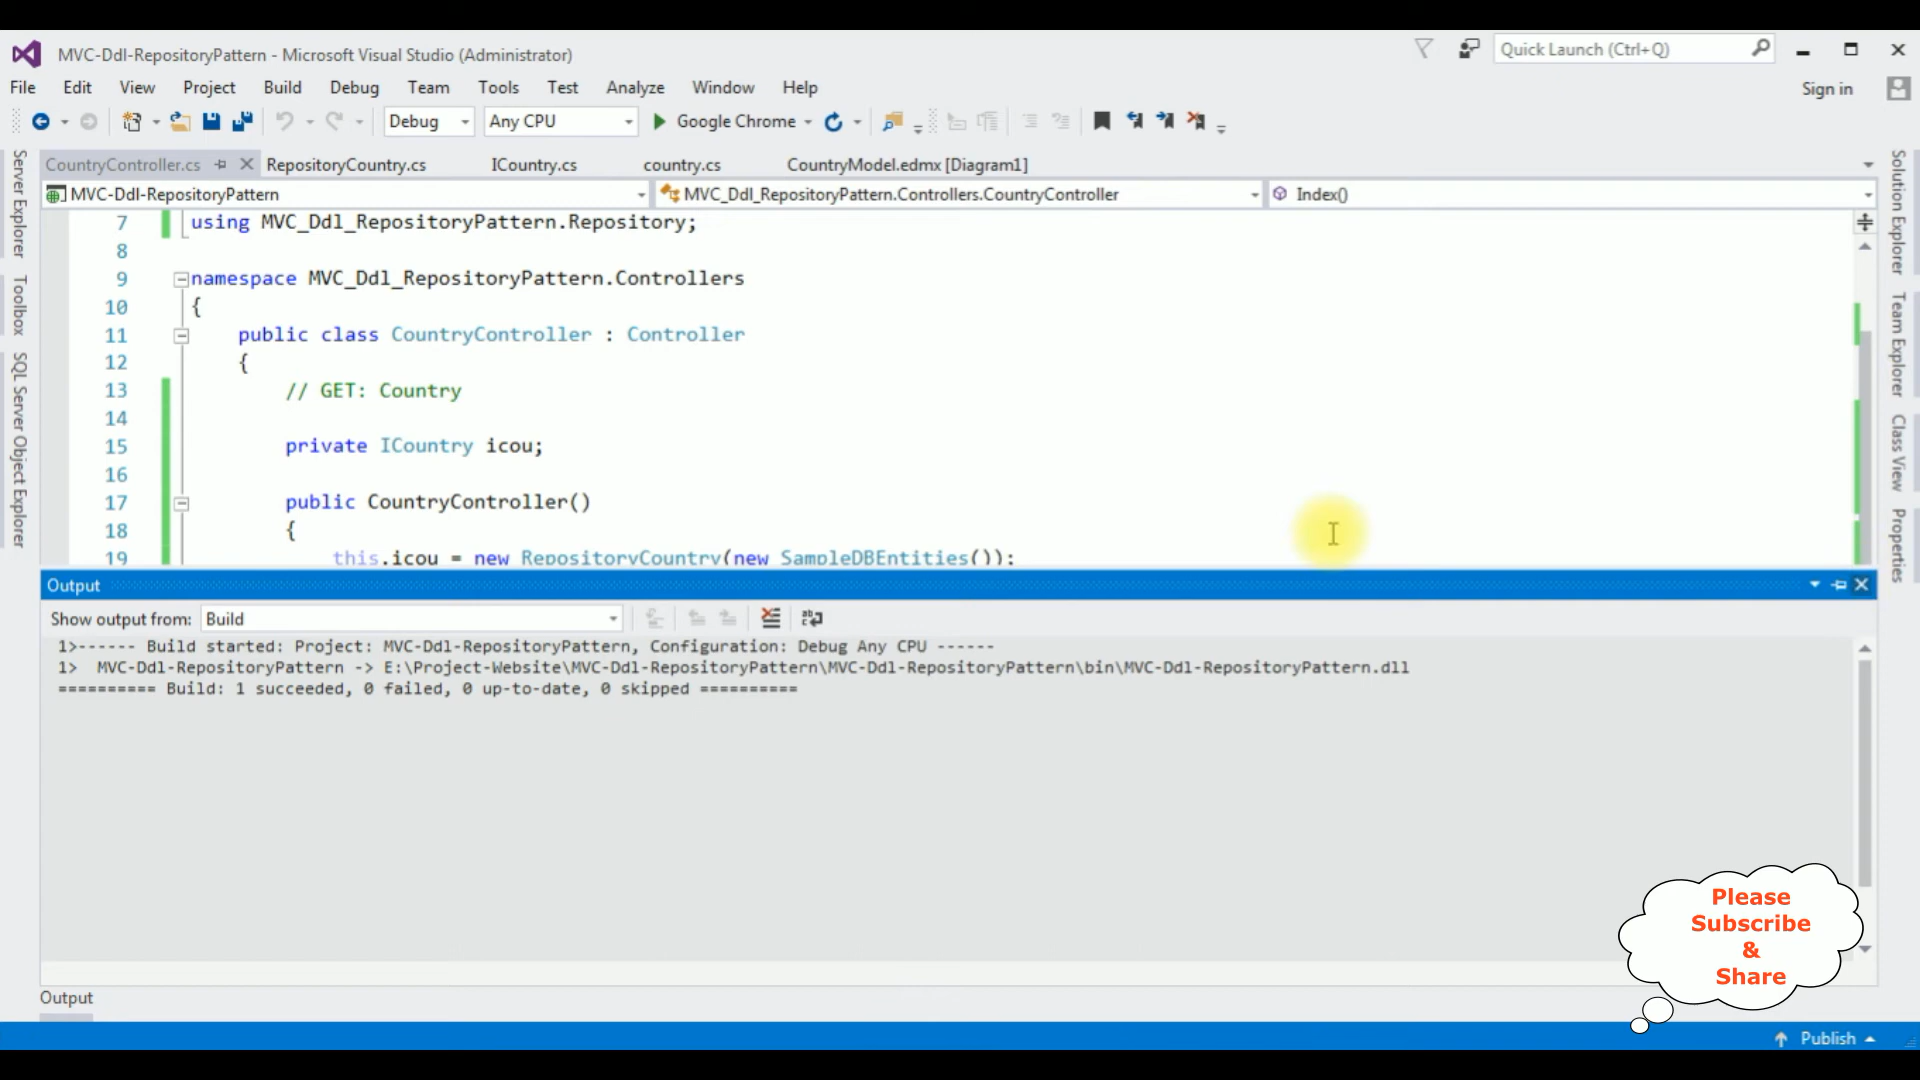 MVC-Ddl-RepositoryPattern - Microsoft Visual Studio (Administrator)
Quick Launch (Ctrl+Q)
File Edit View Project Build Debug Team Tools Test Analyze Window Help
Sign in
Debug Any CPU Google Chrome
CountryController.cs RepositoryCountry.cs ICountry.cs country.cs CountryModel.edmx [Diagram1]
MVC-Ddl-RepositoryPattern MVC_Ddl_RepositoryPattern.Controllers.CountryController Index()
Server Explorer
Toolbox
SQL Server Object Explorer
7 using MVC_Ddl_RepositoryPattern.Repository;
8
9 namespace MVC_Ddl_RepositoryPattern.Controllers
10 {
11 public class CountryController : Controller
12 {
13 // GET: Country
14
15 private ICountry icou;
16
17 public CountryController()
18 {
19 this.icou = new RepositoryCountry(new SampleDBEntities());
Solution Explorer
Team Explorer
Class View
Properties
Output
Show output from: Build
1>------ Build started: Project: MVC-Ddl-RepositoryPattern, Configuration: Debug Any CPU ------
1> MVC-Ddl-RepositoryPattern -> E:\Project-Website\MVC-Ddl-RepositoryPattern\MVC-Ddl-RepositoryPattern\bin\MVC-Ddl-RepositoryPattern.dll
========== Build: 1 succeeded, 0 failed, 0 up-to-date, 0 skipped ==========
Please
Subscribe
&
Share
Output
Publish